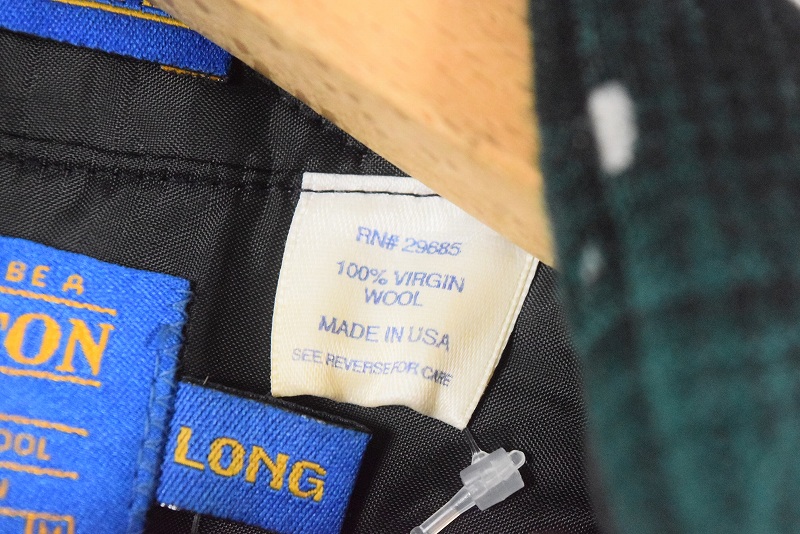 RN# 29685
100% VIRGIN
WOOL
MADE IN USA
SEE REVERSE FOR CARE
BE A
TON
OOL
N
M
LONG